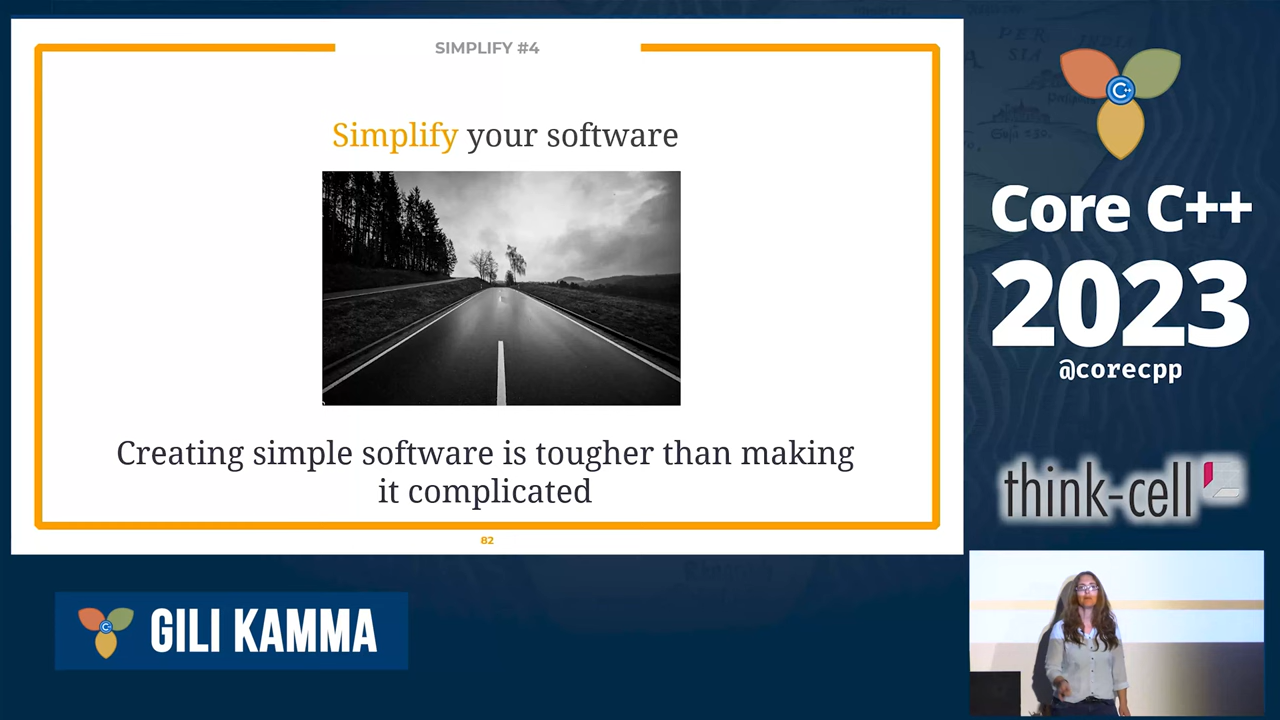 SIMPLIFY #4
Simplify your software
Creating simple software is tougher than making
it complicated
82
C++
Core C++
2023
@corecpp
think-cell
C++
GILI KAMMA